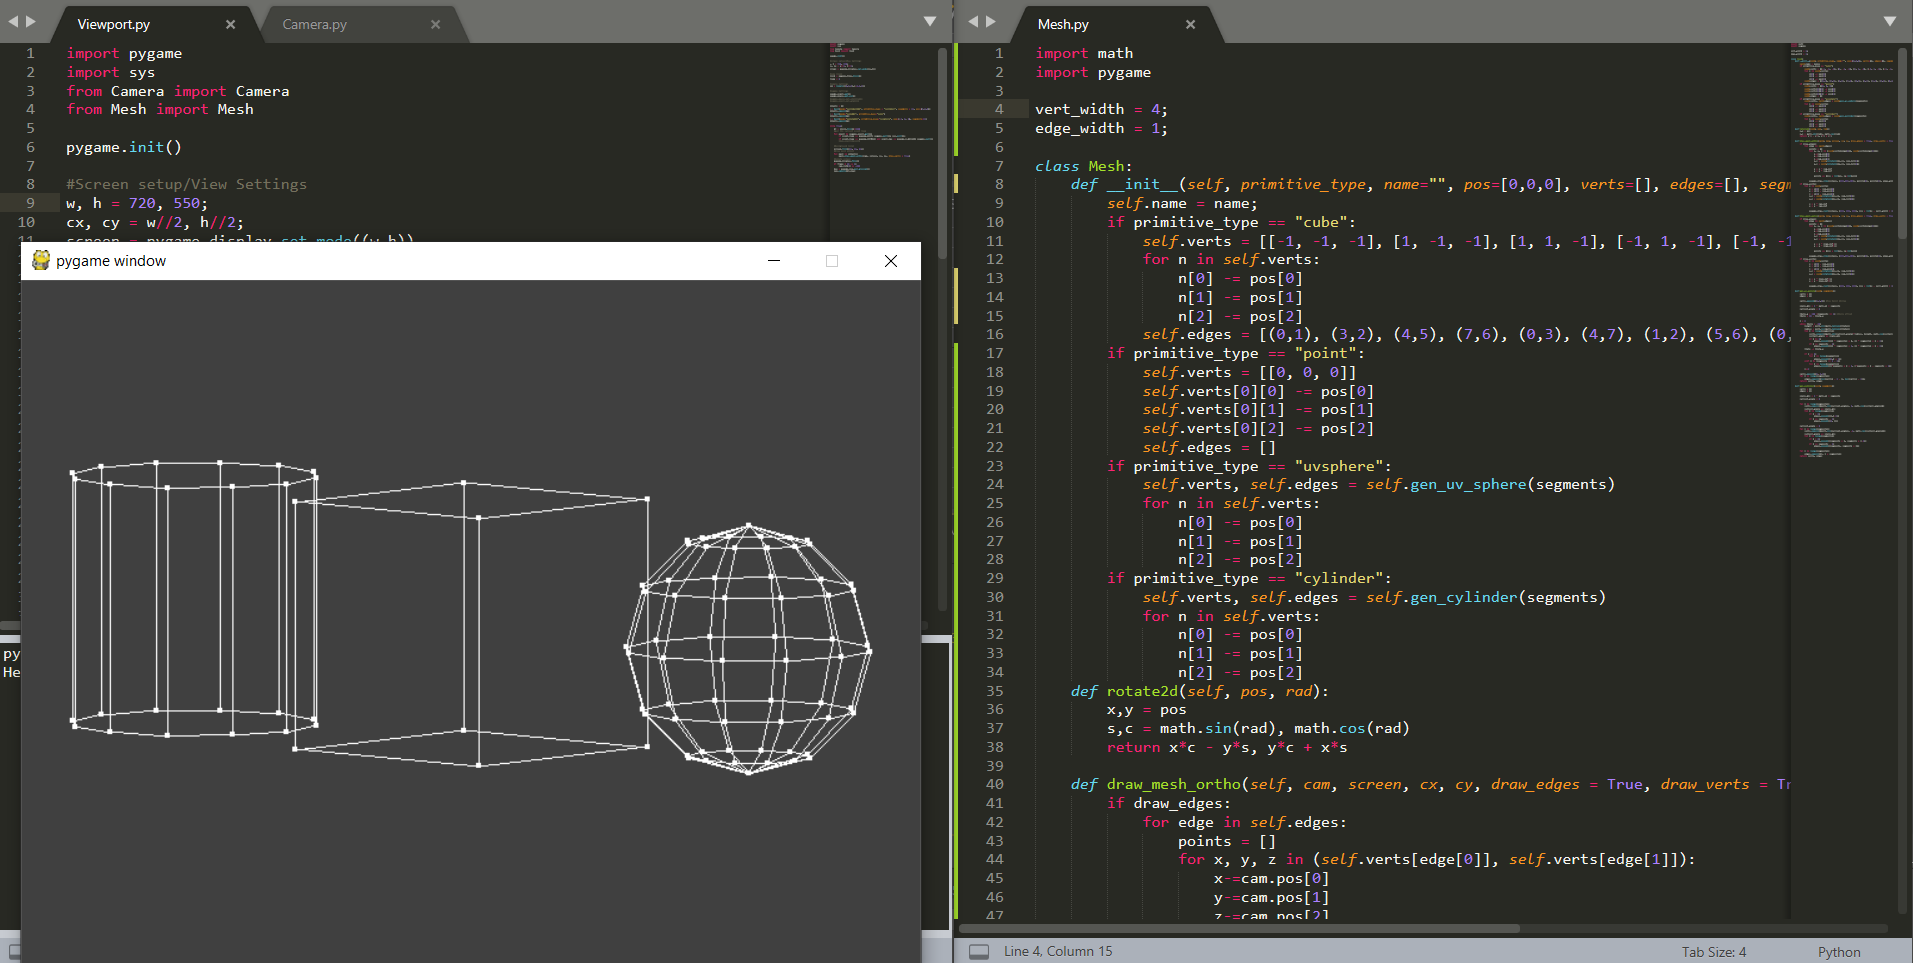 Viewport.py
Camera.py
1 import pygame
2 import sys
3 from Camera import Camera
4 from Mesh import Mesh
5
6 pygame.init()
7
8 #Screen setup/View Settings
9 w, h = 720, 550;
10 cx, cy = w//2, h//2;
11 screen = pygame.display.set_mode((w,h))
pygame window
py
He
Mesh.py
1 import math
2 import pygame
3
4 vert_width = 4;
5 edge_width = 1;
6
7 class Mesh:
8 def __init__(self, primitive_type, name="", pos=[0,0,0], verts=[], edges=[], segm
9 self.name = name;
10 if primitive_type == "cube":
11 self.verts = [[-1, -1, -1], [1, -1, -1], [1, 1, -1], [-1, 1, -1], [-1, -1
12 for n in self.verts:
13 n[0] -= pos[0]
14 n[1] -= pos[1]
15 n[2] -= pos[2]
16 self.edges = [(0,1), (3,2), (4,5), (7,6), (0,3), (4,7), (1,2), (5,6), (0,
17 if primitive_type == "point":
18 self.verts = [[0, 0, 0]]
19 self.verts[0][0] -= pos[0]
20 self.verts[0][1] -= pos[1]
21 self.verts[0][2] -= pos[2]
22 self.edges = []
23 if primitive_type == "uvsphere":
24 self.verts, self.edges = self.gen_uv_sphere(segments)
25 for n in self.verts:
26 n[0] -= pos[0]
27 n[1] -= pos[1]
28 n[2] -= pos[2]
29 if primitive_type == "cylinder":
30 self.verts, self.edges = self.gen_cylinder(segments)
31 for n in self.verts:
32 n[0] -= pos[0]
33 n[1] -= pos[1]
34 n[2] -= pos[2]
35 def rotate2d(self, pos, rad):
36 x,y = pos
37 s,c = math.sin(rad), math.cos(rad)
38 return x*c - y*s, y*c + x*s
39
40 def draw_mesh_ortho(self, cam, screen, cx, cy, draw_edges = True, draw_verts = Tr
41 if draw_edges:
42 for edge in self.edges:
43 points = []
44 for x, y, z in (self.verts[edge[0]], self.verts[edge[1]]):
45 x-=cam.pos[0]
46 y-=cam.pos[1]
47 z-=cam.pos[2]
Line 4, Column 15
Tab Size: 4
Python